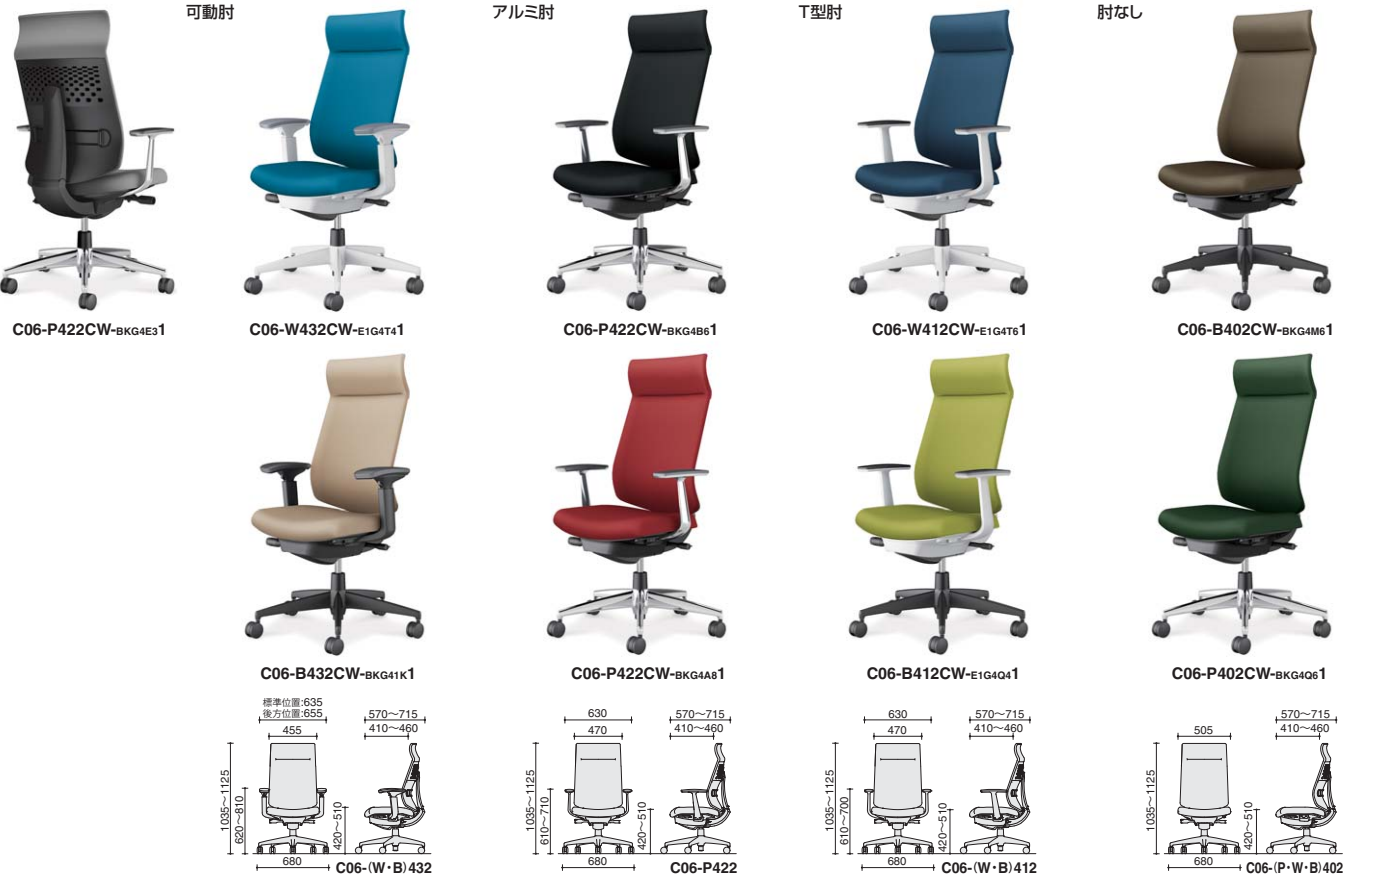 可動肘
アルミ肘
T型肘
肘なし
C06-P422CW-BKG4E31
C06-W432CW-E1G4T41
C06-P422CW-BKG4B61
C06-W412CW-E1G4T61
C06-B402CW-BKG4M61
C06-B432CW-BKG41K1
C06-P422CW-BKG4A81
C06-B412CW-E1G4Q41
C06-P402CW-BKG4Q61
標準位置:635
後方位置:655
455
570〜715
410〜460
1035〜1125
620〜810
420〜510
680
C06-(W・B)432
630
470
570〜715
410〜460
1035〜1125
610〜710
420〜510
680
C06-P422
630
470
570〜715
410〜460
1035〜1125
610〜700
420〜510
680
C06-(W・B)412
505
570〜715
410〜460
1035〜1125
420〜510
680
C06-(P・W・B)402